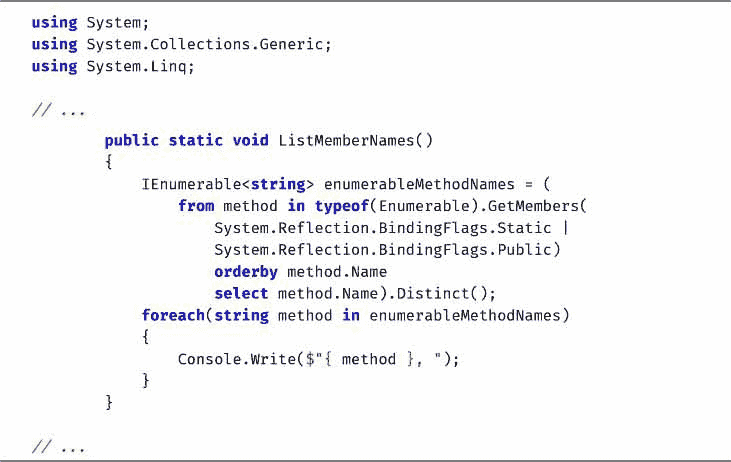 using System;
using System.Collections.Generic;
using System.Linq;
// ...
public static void ListMemberNames()
{
IEnumerable<string> enumerableMethodNames = (
from method in typeof(Enumerable).GetMembers(
System.Reflection.BindingFlags.Static |
System.Reflection.BindingFlags.Public)
orderby method.Name
select method.Name).Distinct();
foreach(string method in enumerableMethodNames)
{
Console.Write($"{ method }, ");
}
}
// ...